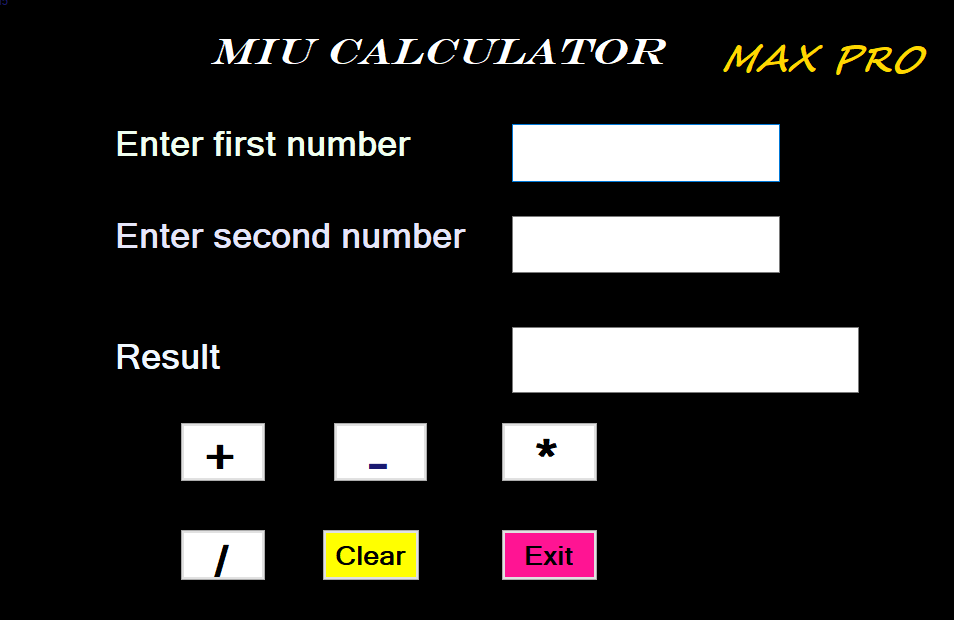 MIU CALCULATOR MAX PRO
Enter first number
Enter second number
Result
+ - *
/ Clear Exit